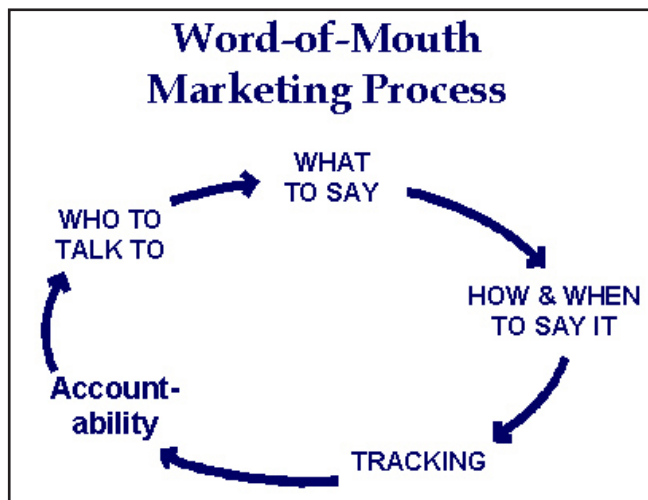 Word-of-Mouth
Marketing Process
WHAT
TO SAY
WHO TO
TALK TO
HOW & WHEN
TO SAY IT
Account-
ability
TRACKING